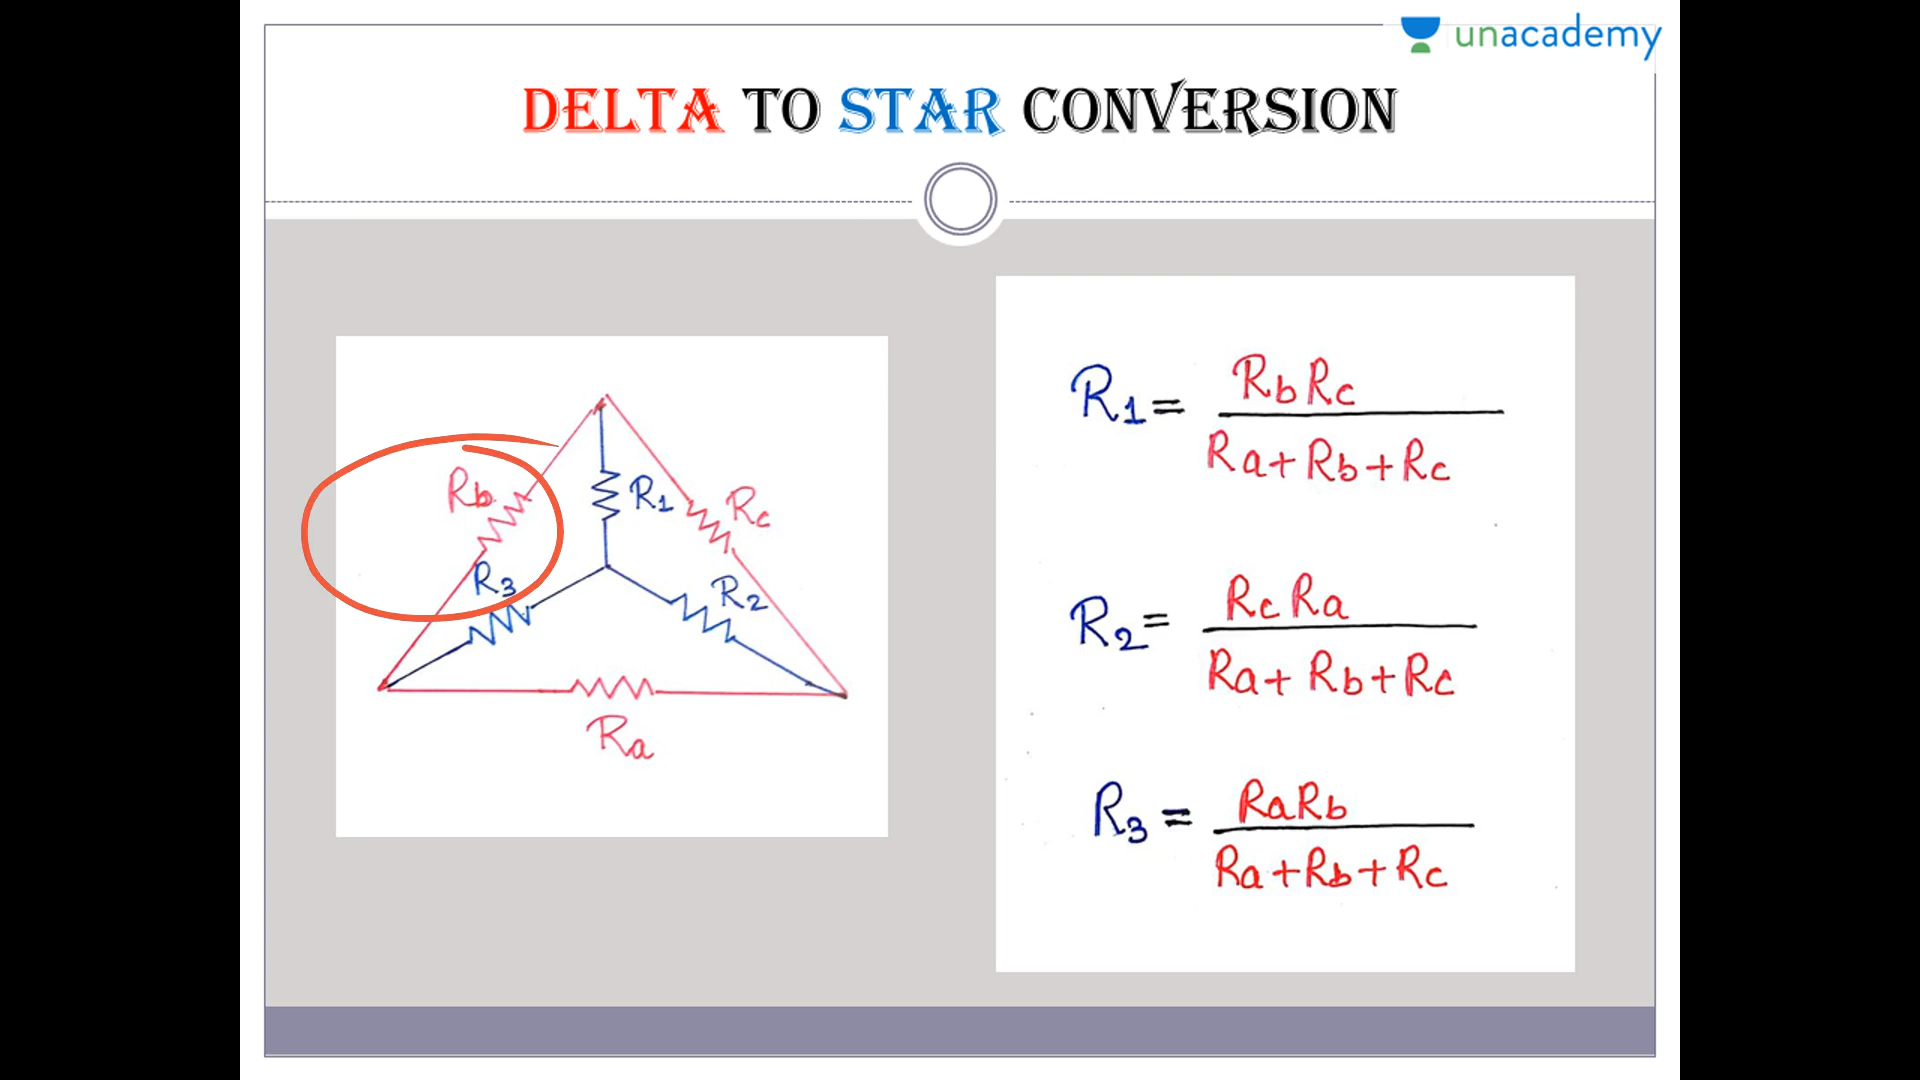 unacademy
DELTA TO STAR CONVERSION
Rb
R1
Rc
R3
R2
Ra
R1 = RbRc
Ra+Rb+Rc
R2 = RcRa
Ra+Rb+Rc
R3 = RaRb
Ra+Rb+Rc